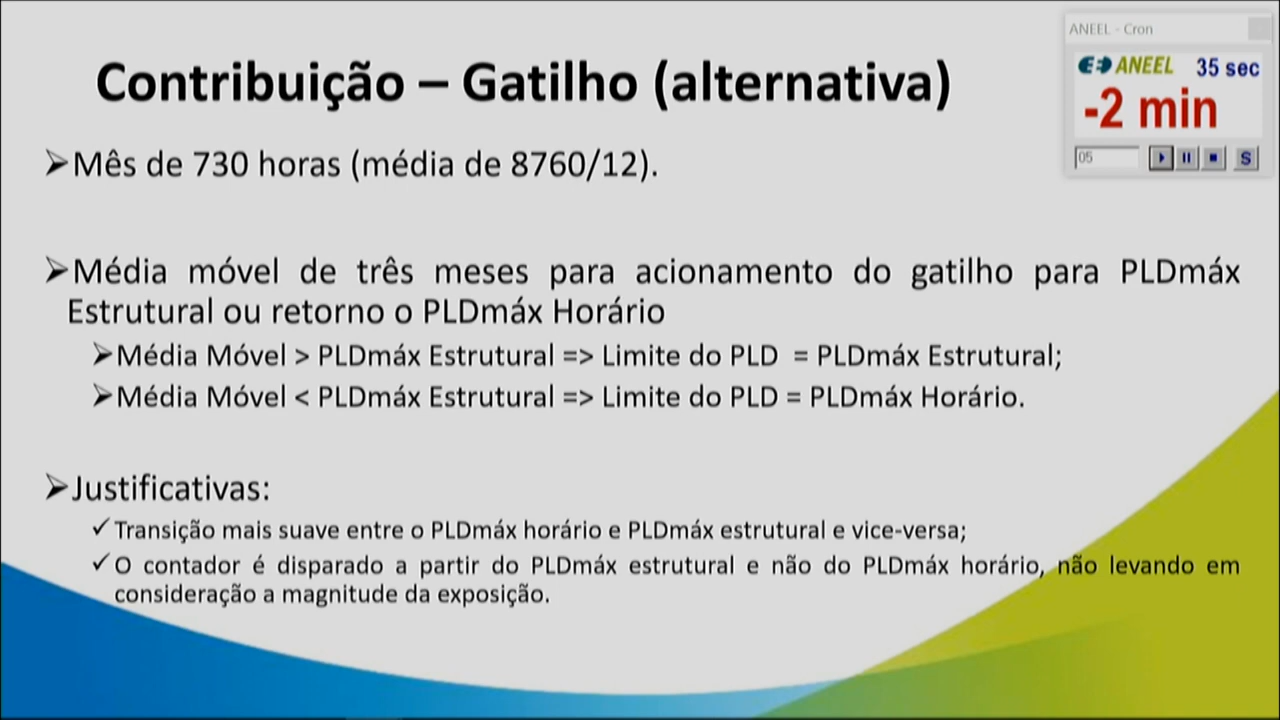 Contribuição – Gatilho (alternativa)
ANEEL - Cron
ANEEL 35 sec
-2 min
05
S
➢Mês de 730 horas (média de 8760/12).
➢Média móvel de três meses para acionamento do gatilho para PLDmáx
Estrutural ou retorno o PLDmáx Horário
➢Média Móvel > PLDmáx Estrutural => Limite do PLD = PLDmáx Estrutural;
➢Média Móvel < PLDmáx Estrutural => Limite do PLD = PLDmáx Horário.
➢Justificativas:
✓Transição mais suave entre o PLDmáx horário e PLDmáx estrutural e vice-versa;
✓O contador é disparado a partir do PLDmáx estrutural e não do PLDmáx horário, não levando em
consideração a magnitude da exposição.